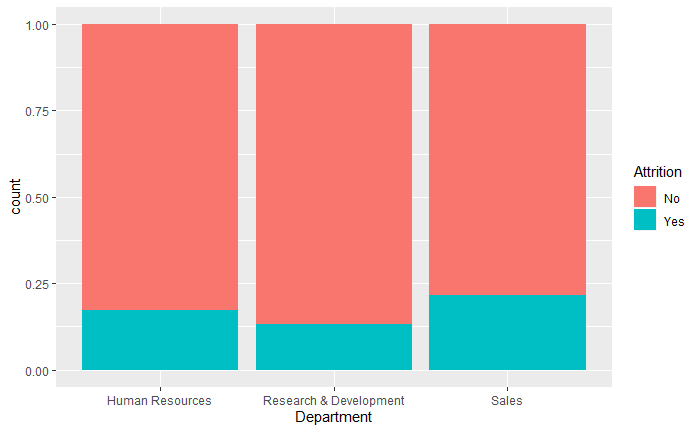 1.00
0.75
0.50
0.25
0.00
count
Human Resources
Research & Development
Sales
Department
Attrition
No
Yes